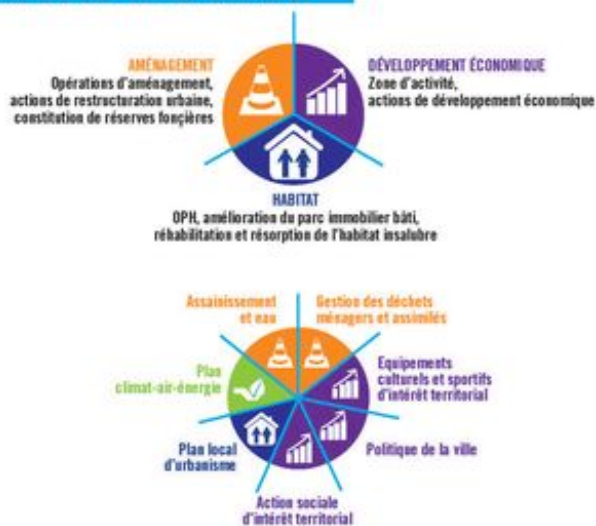 AMÉNAGEMENT
Opérations d'aménagement,
actions de restructuration urbaine,
constitution de réserves fonçières
DÉVELOPPEMENT ÉCONOMIQUE
Zone d'activité,
actions de développement économique
HABITAT
OPH, amélioration du parc immobilier bâti,
réhabilitation et résorption de l'habitat insalubre
Assainissement
et eau
Gestion des déchets
ménagers et assimilés
Plan
climat-air-énergie
Equipements
culturels et sportifs
d'intérêt territorial
Plan local
d'urbanisme
Politique de la ville
Action sociale
d'intérêt territorial